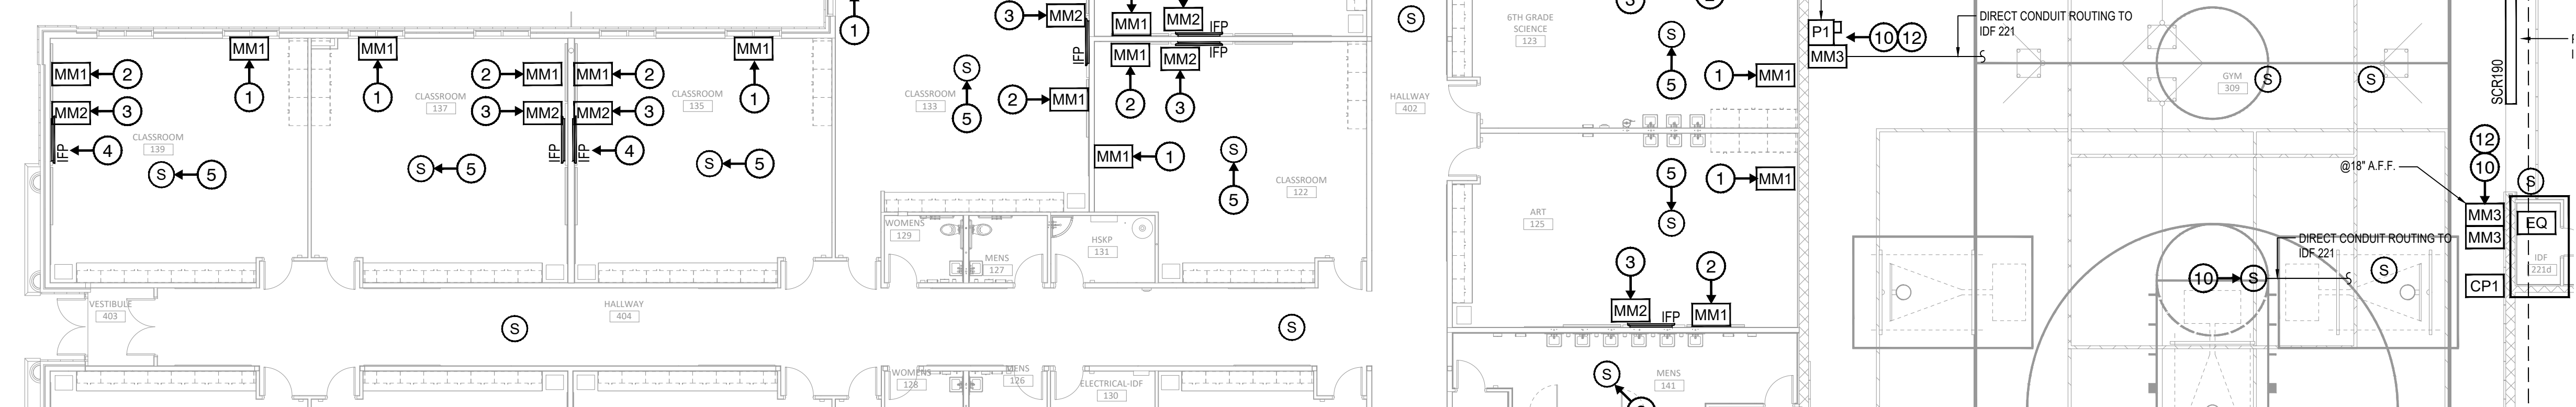 MM1
1
MM1
1
MM1
1
MM1
2
MM2
3
IFP
4
CLASSROOM
139
S
5
CLASSROOM
137
2
MM1
3
MM2
IFP
S
5
MM1
2
MM2
3
IFP
4
CLASSROOM
135
S
5
1
3
MM2
IFP
S
5
CLASSROOM
133
2
MM1
MM1
MM2
IFP
IFP
MM1
2
MM2
3
MM1
1
S
5
CLASSROOM
122
WOMENS
129
MENS
127
HSKP
131
VESTIBULE
403
HALLWAY
404
S
S
WOMENS
128
MENS
126
ELECTRICAL-IDF
130
S
HALLWAY
402
6TH GRADE
SCIENCE
123
S
5
1
MM1
5
S
1
MM1
ART
125
3
MM2
IFP
2
MM1
S
MENS
141
P1
MM3
10
12
DIRECT CONDUIT ROUTING TO
IDF 221
GYM
309
S
S
SCR190
12
10
@18" A.F.F.
MM3
MM3
CP1
S
EQ
IDF
221d
DIRECT CONDUIT ROUTING TO
IDF 221
10
S
S